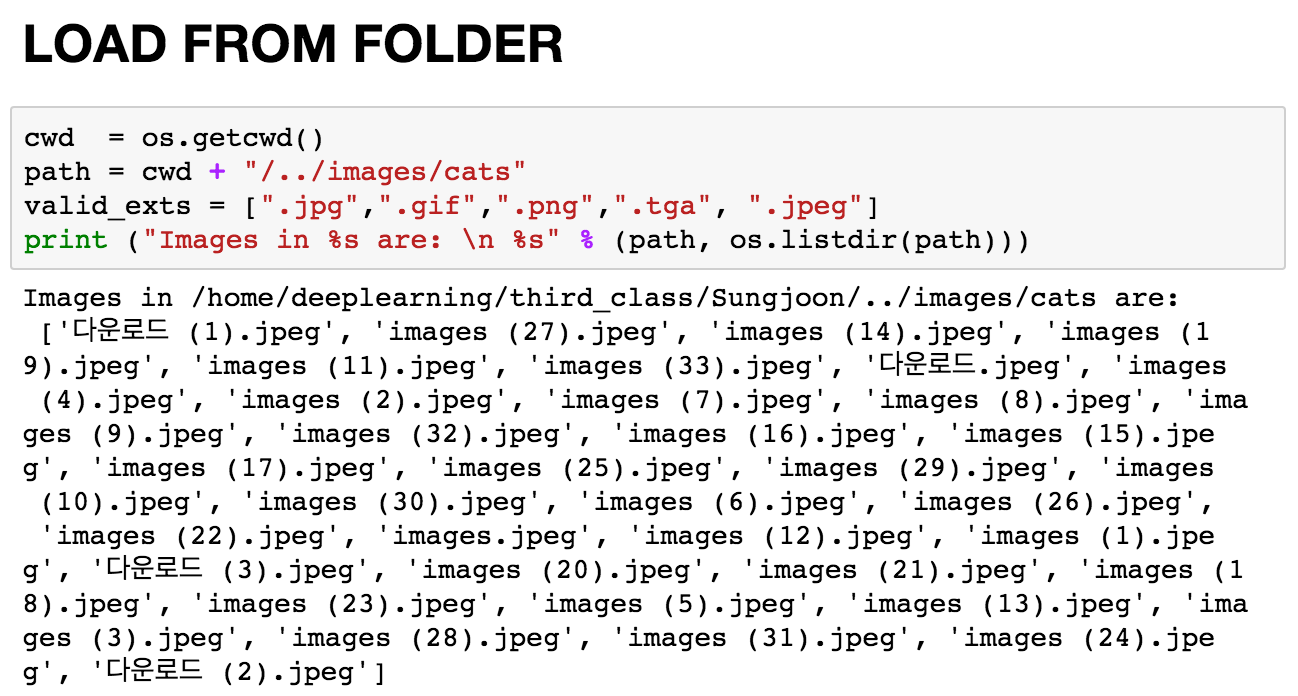 LOAD FROM FOLDER
cwd  = os.getcwd()
path = cwd + "/../images/cats"
valid_exts = [".jpg",".gif",".png",".tga", ".jpeg"]
print ("Images in %s are: \n %s" % (path, os.listdir(path)))
Images in /home/deeplearning/third_class/Sungjoon/../images/cats are:
 ['다운로드 (1).jpeg', 'images (27).jpeg', 'images (14).jpeg', 'images (1
9).jpeg', 'images (11).jpeg', 'images (33).jpeg', '다운로드.jpeg', 'images
 (4).jpeg', 'images (2).jpeg', 'images (7).jpeg', 'images (8).jpeg', 'ima
ges (9).jpeg', 'images (32).jpeg', 'images (16).jpeg', 'images (15).jpe
g', 'images (17).jpeg', 'images (25).jpeg', 'images (29).jpeg', 'images
 (10).jpeg', 'images (30).jpeg', 'images (6).jpeg', 'images (26).jpeg',
 'images (22).jpeg', 'images.jpeg', 'images (12).jpeg', 'images (1).jpe
g', '다운로드 (3).jpeg', 'images (20).jpeg', 'images (21).jpeg', 'images (1
8).jpeg', 'images (23).jpeg', 'images (5).jpeg', 'images (13).jpeg', 'ima
ges (3).jpeg', 'images (28).jpeg', 'images (31).jpeg', 'images (24).jpe
g', '다운로드 (2).jpeg']